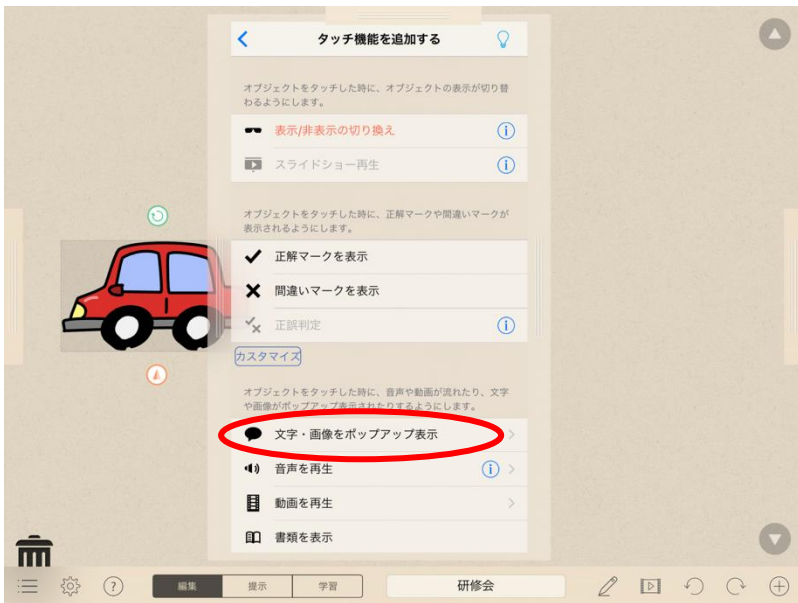 タッチ機能を追加する
オブジェクトをタッチした時に、オブジェクトの表示が切り替
わるようにします。
表示/非表示の切り換え
スライドショー再生
オブジェクトをタッチした時に、正解マークや間違いマークが
表示されるようにします。
正解マークを表示
間違いマークを表示
正誤判定
カスタマイズ
オブジェクトをタッチした時に、音声や動画が流れたり、文字
や画像がポップアップ表示されたりするようにします。
文字・画像をポップアップ表示
音声を再生
動画を再生
書類を表示
編集 提示 学習 研修会